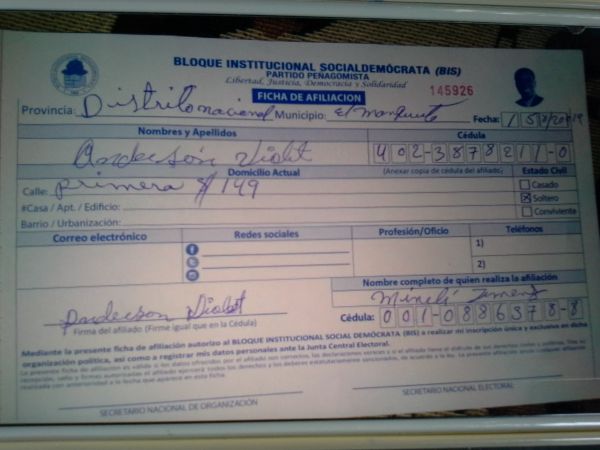 BLOQUE INSTITUCIONAL SOCIALDEMÓCRATA (BIS)
PARTIDO PEÑAGOMISTA
Libertad, Justicia, Democracia y Solidaridad
FICHA DE AFILIACION
145926
Provincia: Distrito nacional Municipio: Fecha:
Nombres y Apellidos
Cédula
Anderson Violet
402-3878211-0
Domicilio Actual
(Anexar copia de cédula del afiliado)
Estado Civil
Calle: primera # 149
Casado
#Casa / Apt. / Edificio:
Soltero
Barrio / Urbanización:
Conviviente
Correo electrónico
Redes sociales
Profesión/Oficio
Teléfonos
1)
2)
Nombre completo de quien realiza la afiliación
Anderson Violet
Firma del afiliado (Firme igual que en la Cédula)
Cédula: 001-0886378-8
Mediante la presente ficha de afiliación autorizo al BLOQUE INSTITUCIONAL SOCIAL DEMÓCRATA (BIS) a realizar mi inscripción única y exclusiva en dicha
organización política, así como a registrar mis datos personales ante la Junta Central Electoral.
SECRETARIO NACIONAL DE ORGANIZACIÓN
SECRETARIO NACIONAL ELECTORAL